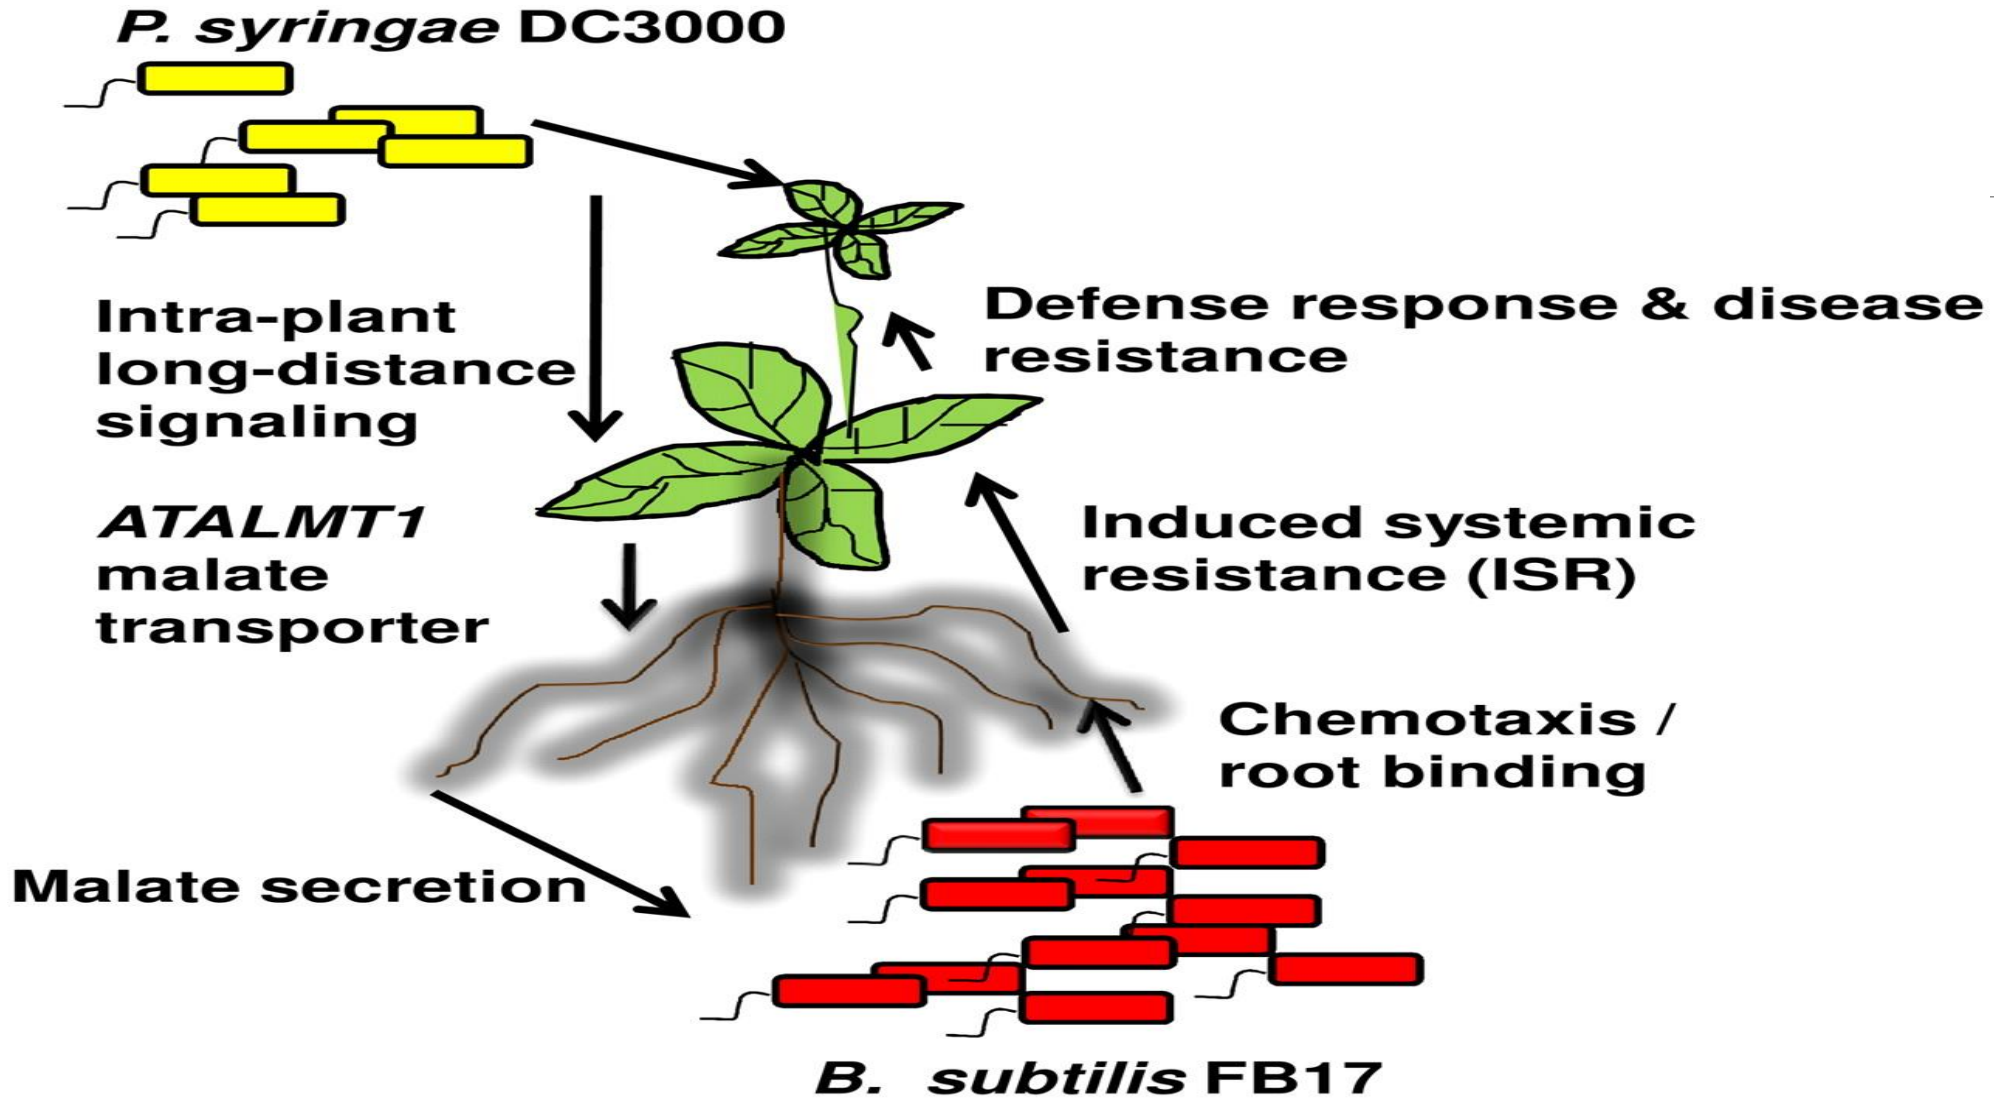 P. syringae DC3000
Intra-plant
long-distance
signaling
Defense response & disease
resistance
ATALMT1
malate
transporter
Induced systemic
resistance (ISR)
Chemotaxis /
root binding
Malate secretion
B. subtilis FB17